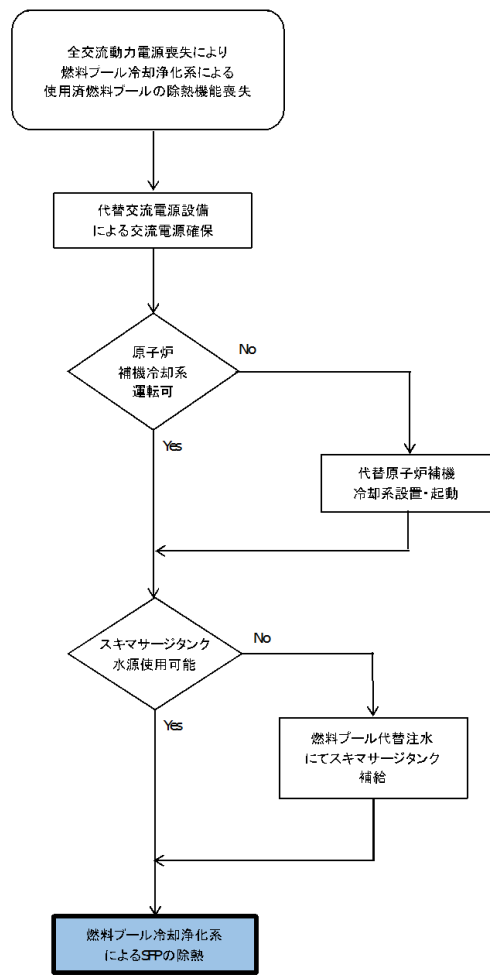 全交流動力電源喪失により
燃料プール冷却浄化系による
使用済燃料プールの除熱機能喪失
代替交流電源設備
による交流電源確保
原子炉
補機冷却系
運転可
No
Yes
代替原子炉補機
冷却系設置・起動
スキマサージタンク
水源使用可能
No
Yes
燃料プール代替注水
にてスキマサージタンク
補給
燃料プール冷却浄化系
によるSFPの除熱